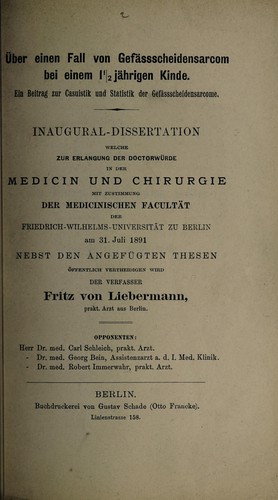 2
Über einen Fall von Gefässscheidensarcom
bei einem 1½ jährigen Kinde.
Ein Beitrag zur Casuistik und Statistik der Gefässscheidensarcome.
INAUGURAL-DISSERTATION
WELCHE
ZUR ERLANGUNG DER DOCTORWÜRDE
IN DER
MEDICIN UND CHIRURGIE
MIT ZUSTIMMUNG
DER MEDICINISCHEN FACULTÄT
DER
FRIEDRICH-WILHELMS-UNIVERSITÄT ZU BERLIN
am 31. Juli 1891
NEBST DEN ANGEFÜGTEN THESEN
ÖFFENTLICH VERTHEIDIGEN WIRD
DER VERFASSER
Fritz von Liebermann,
prakt. Arzt aus Berlin.
OPPONENTEN:
Herr Dr. med. Carl Schleich, prakt. Arzt.
- Dr. med. Georg Bein, Assistenzarzt a. d. I. Med. Klinik.
- Dr. med. Robert Immerwahr, prakt. Arzt.
BERLIN.
Buchdruckerei von Gustav Schade (Otto Francke).
Linienstrasse 158.